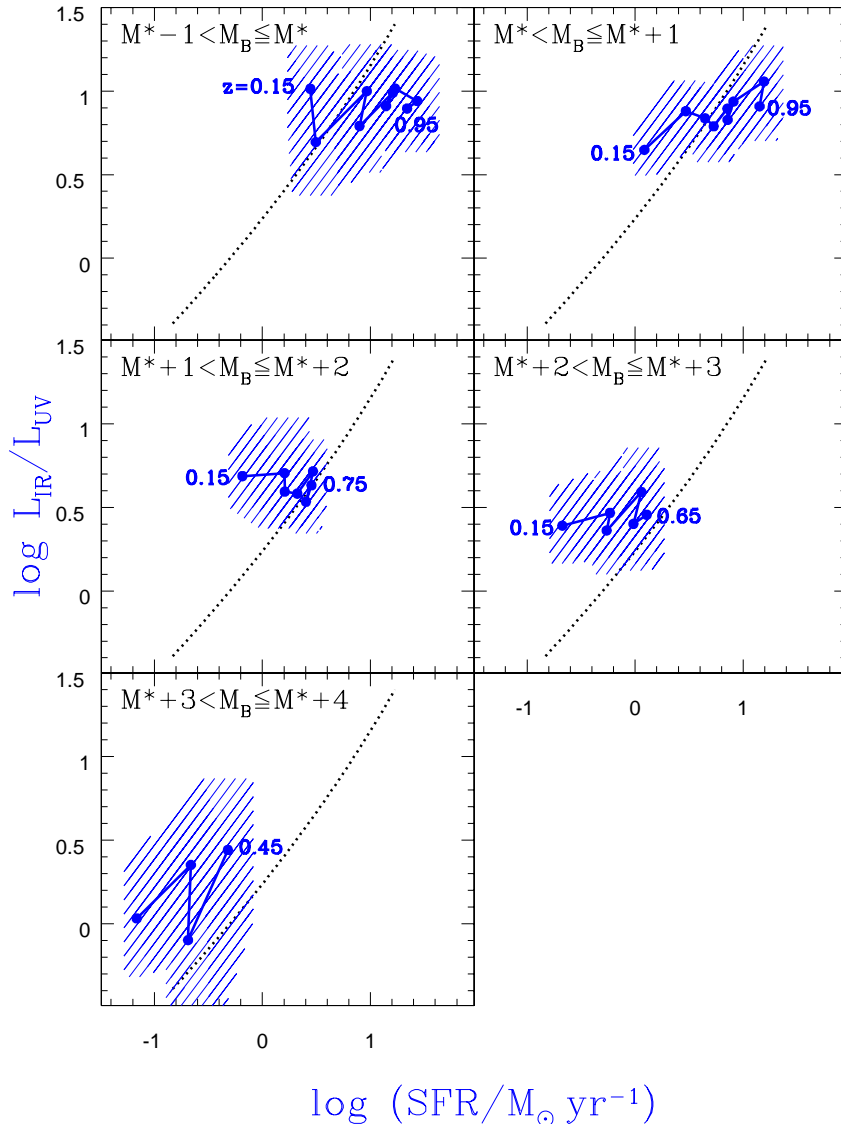 M*-1<M_B≦M*
M*<M_B≦M*+1
1.5
1
0.5
0
z=0.15
0.95
0.15
0.95
M*+1<M_B≦M*+2
M*+2<M_B≦M*+3
1.5
1
0.5
0
0.15
0.75
0.15
0.65
M*+3<M_B≦M*+4
1.5
1
0.5
0
0.45
-1 0 1
-1 0 1
log L_IR/L_UV
log (SFR/M_⊙ yr⁻¹)